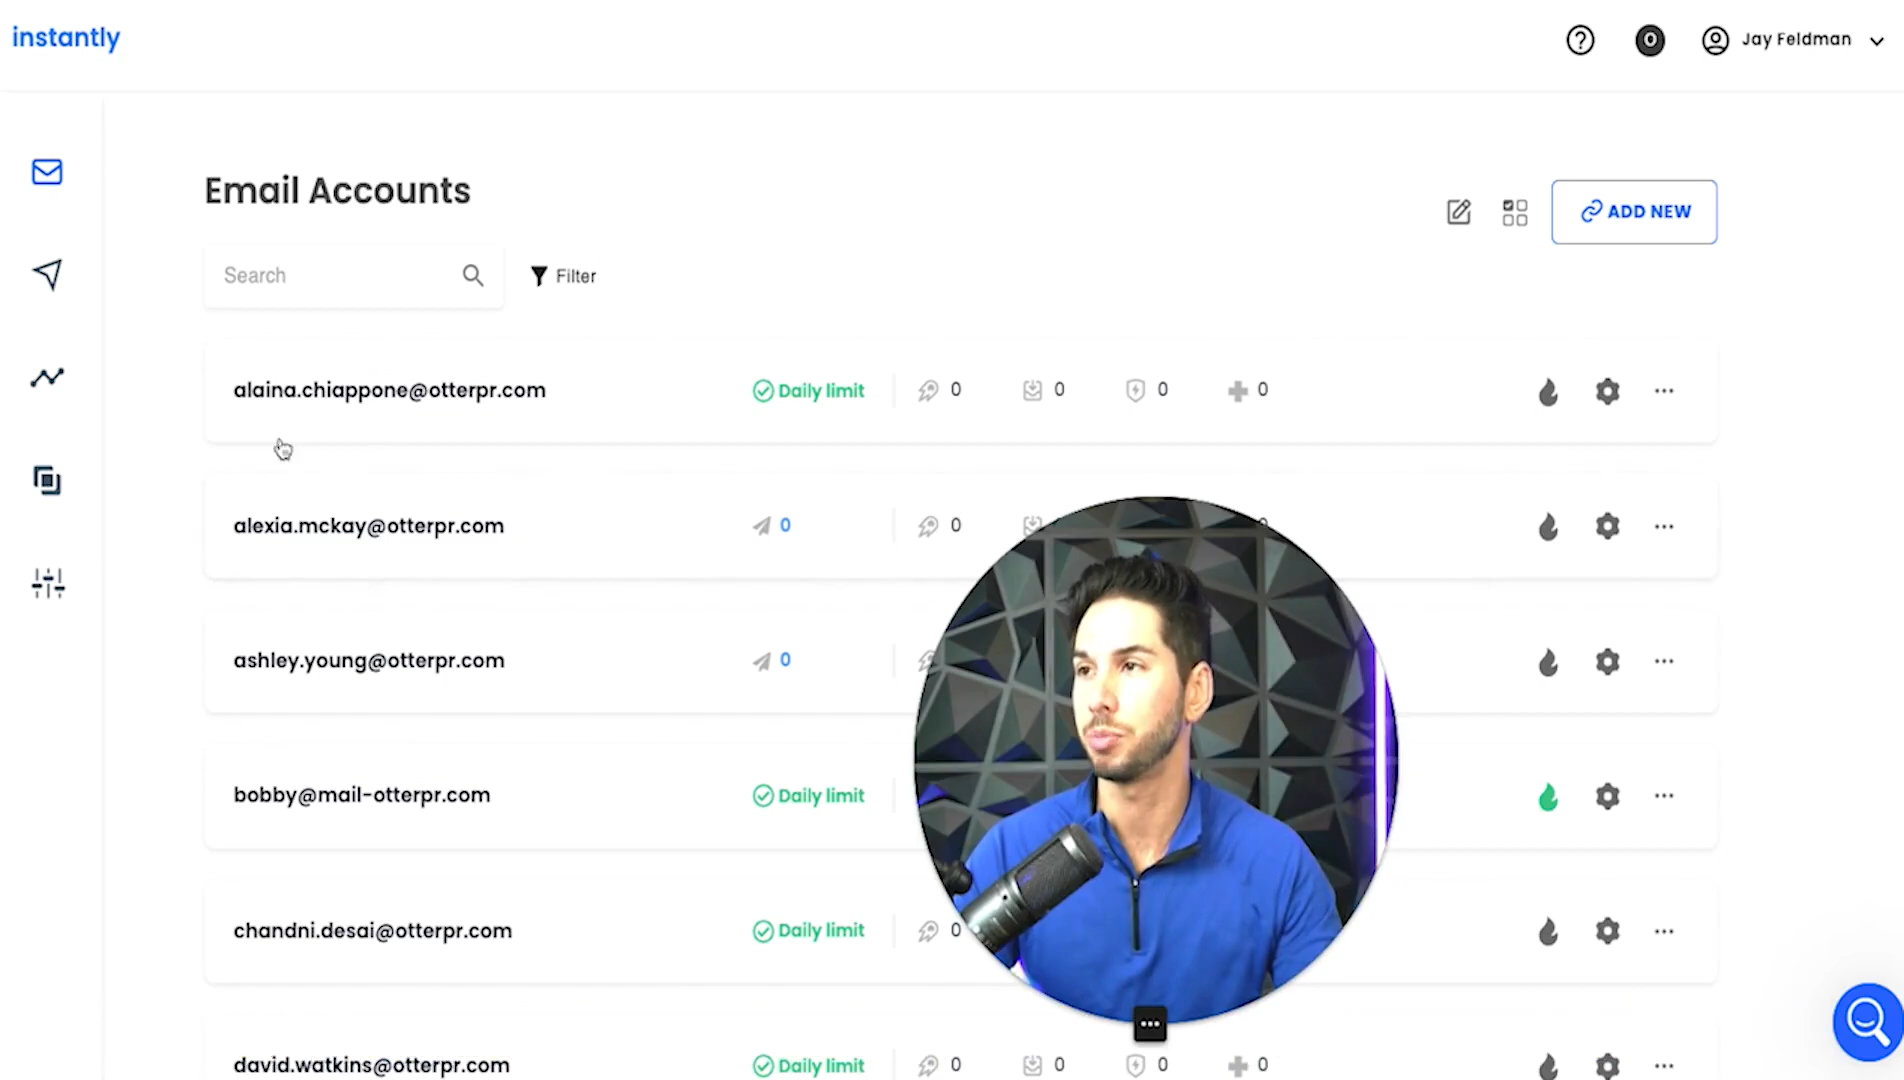 instantly
O
Jay Feldman
Email Accounts
ADD NEW
Search
Filter
alaina.chiappone@otterpr.com Daily limit 0 0 0 0
alexia.mckay@otterpr.com 0 0
ashley.young@otterpr.com 0
bobby@mail-otterpr.com Daily limit
chandni.desai@otterpr.com Daily limit 0
david.watkins@otterpr.com Daily limit 0 0 0 0